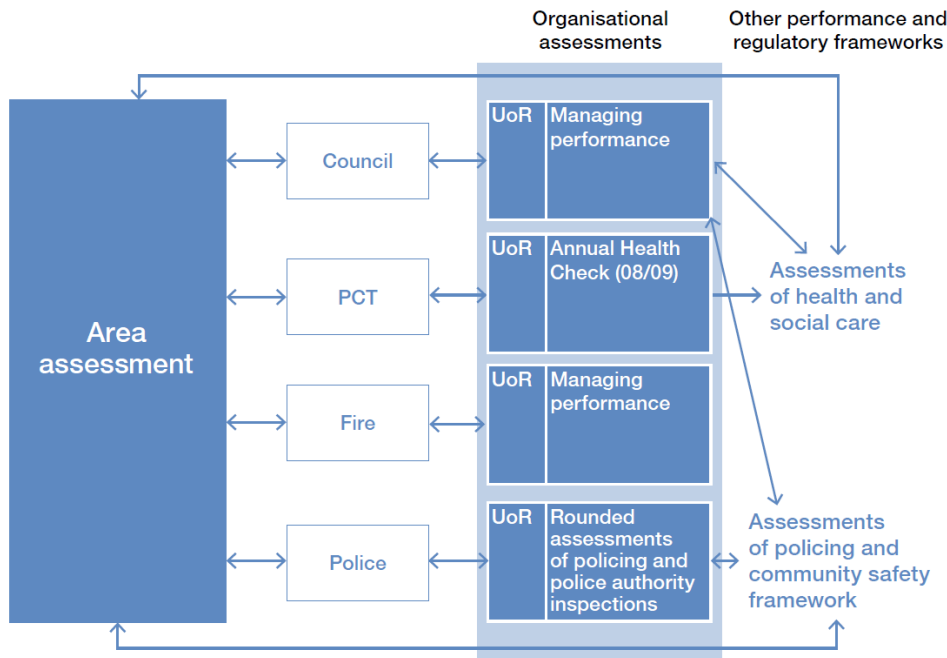 Organisational
assessments
Other performance and
regulatory frameworks
Area
assessment
Council
UoR
Managing
performance
PCT
UoR
Annual Health
Check (08/09)
Assessments
of health and
social care
Fire
UoR
Managing
performance
Police
UoR
Rounded
assessments
of policing and
police authority
inspections
Assessments
of policing and
community safety
framework